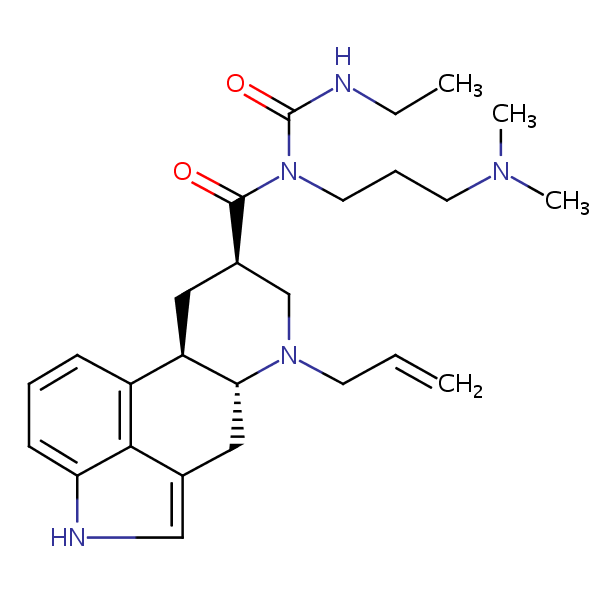 H
O N CH₃
CH₃
O N N
CH₃
N
CH₂
HN